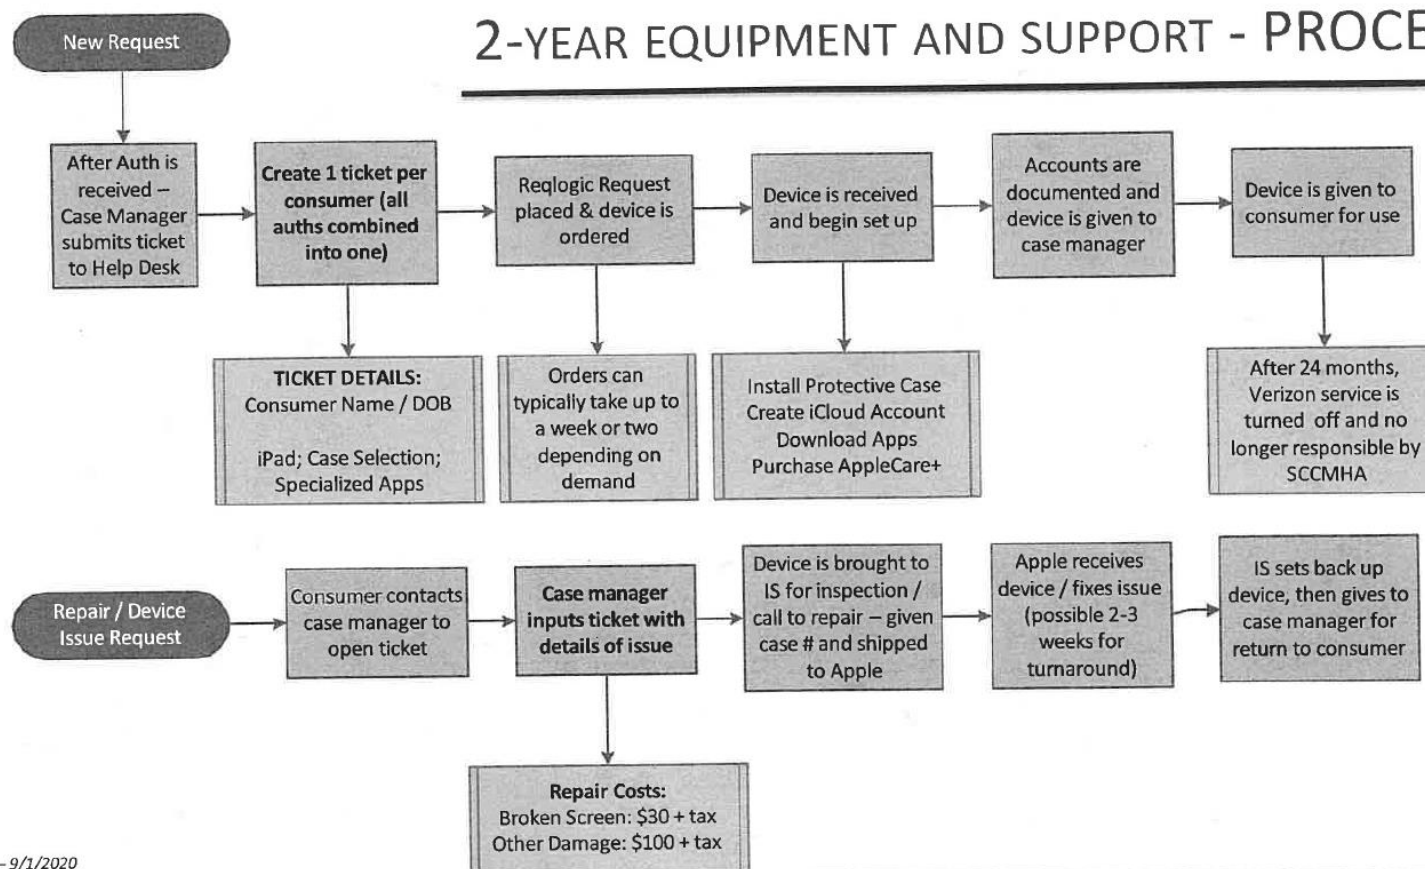 New Request
2-YEAR EQUIPMENT AND SUPPORT - PROCE
After Auth is
received –
Case Manager
submits ticket
to Help Desk
Create 1 ticket per
consumer (all
auths combined
into one)
Reqlogic Request
placed & device is
ordered
Device is received
and begin set up
Accounts are
documented and
device is given to
case manager
Device is given to
consumer for use
TICKET DETAILS:
Consumer Name / DOB
iPad; Case Selection;
Specialized Apps
Orders can
typically take up to
a week or two
depending on
demand
Install Protective Case
Create iCloud Account
Download Apps
Purchase AppleCare+
After 24 months,
Verizon service is
turned off and no
longer responsible by
SCCMHA
Repair / Device
Issue Request
Consumer contacts
case manager to
open ticket
Case manager
inputs ticket with
details of issue
Device is brought to
IS for inspection /
call to repair – given
case # and shipped
to Apple
Apple receives
device / fixes issue
(possible 2-3
weeks for
turnaround)
IS sets back up
device, then gives to
case manager for
return to consumer
Repair Costs:
Broken Screen: $30 + tax
Other Damage: $100 + tax
– 9/1/2020